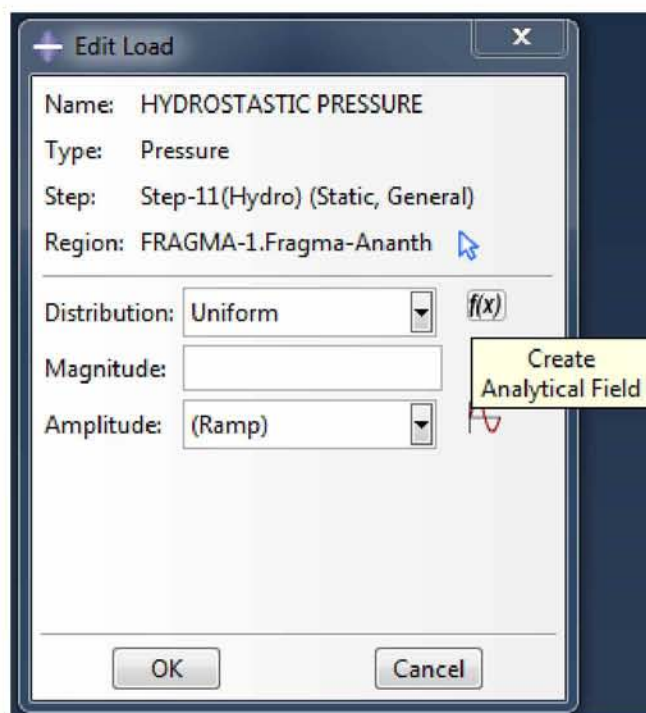 Edit Load
X
Name: HYDROSTASTIC PRESSURE
Type: Pressure
Step: Step-11(Hydro) (Static, General)
Region: FRAGMA-1.Fragma-Ananth
Distribution: Uniform f(x)
Create
Analytical Field
Magnitude:
Amplitude: (Ramp)
OK Cancel